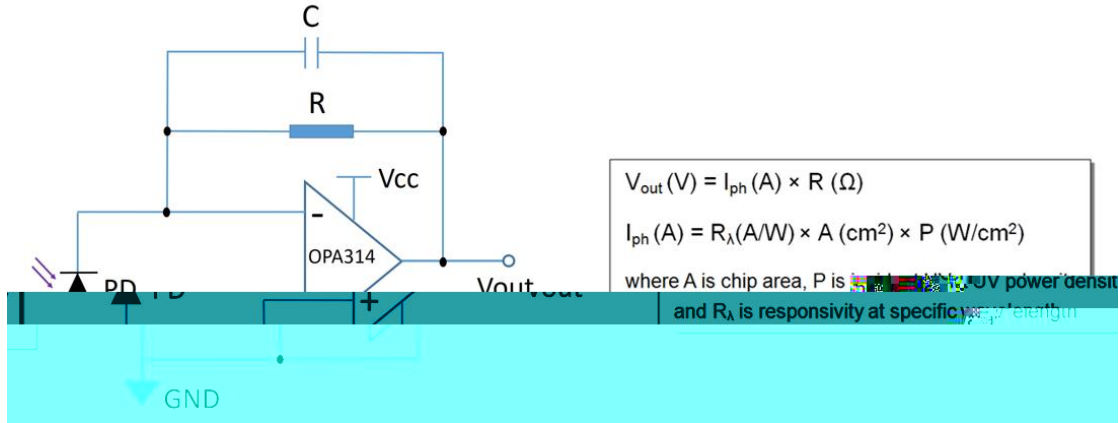 C
R
Vcc
-
OPA314
PD
Vout
+
GND
Vout (V) = Iph (A) × R (Ω)
Iph (A) = Rλ(A/W) × A (cm²) × P (W/cm²)
where A is chip area, P is UV power densit
and Rλ is responsivity at specific